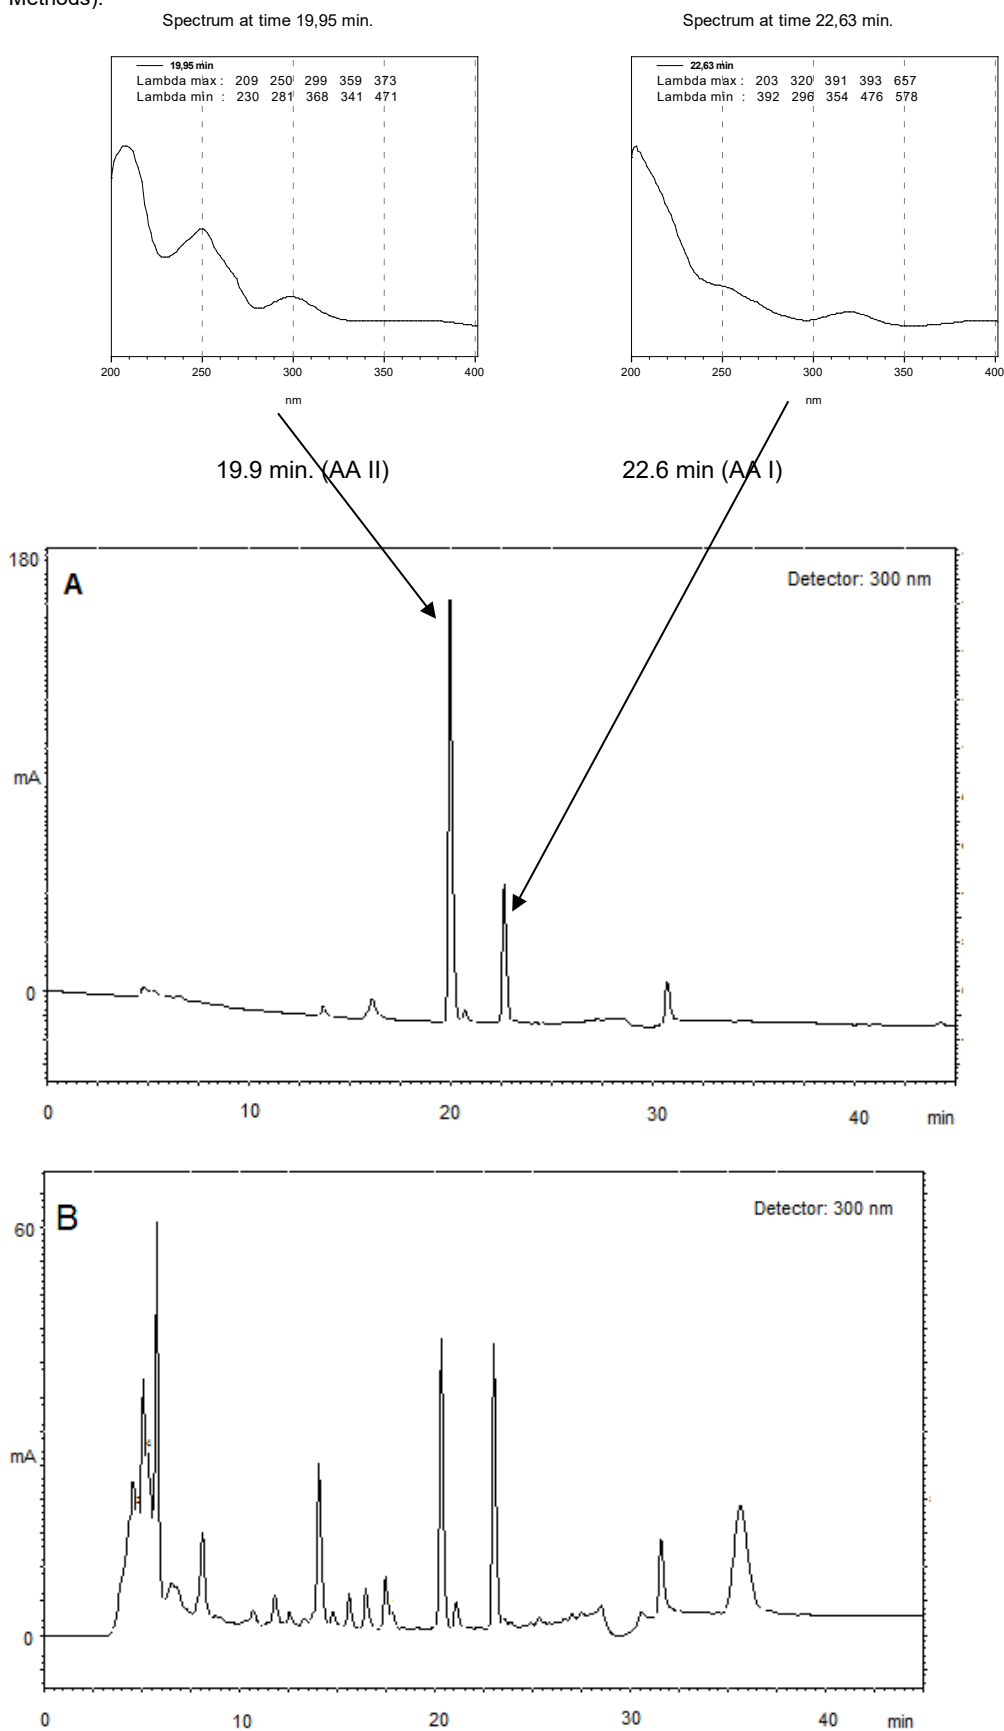 Methods).
Spectrum at time 19,95 min.
Spectrum at time 22,63 min.
19,95 min
Lambda max : 209 250 299 359 373
Lambda min : 230 281 368 341 471
22,63 min
Lambda max : 203 320 391 393 657
Lambda min : 392 296 354 476 578
200 250 300 350 400
nm
200 250 300 350 400
nm
19.9 min. (AA II)
22.6 min (AA I)
180
A
Detector: 300 nm
mA
0
0 10 20 30 40 min
B
Detector: 300 nm
60
mA
0
0 10 20 30 40 min